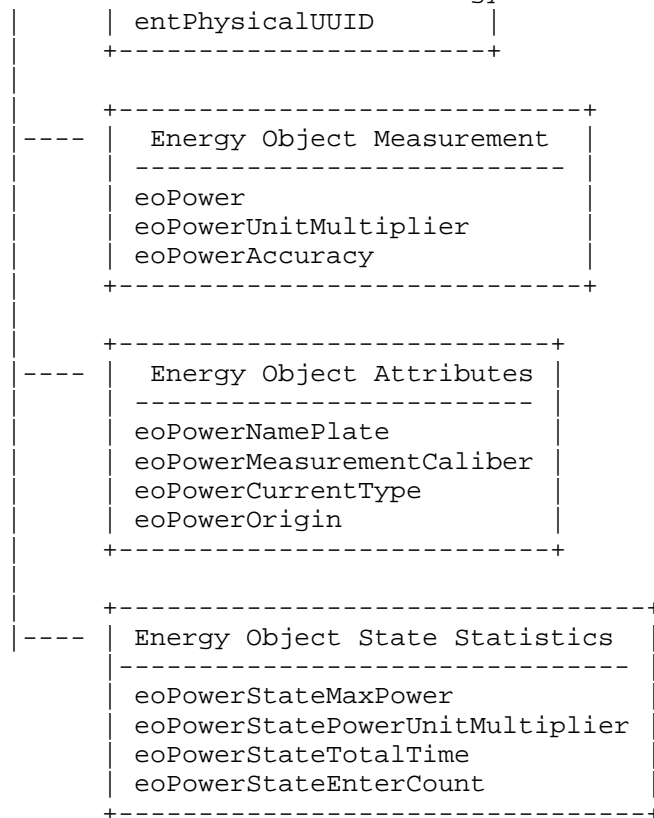 entPhysicalUUID
Energy Object Measurement
eoPower
eoPowerUnitMultiplier
eoPowerAccuracy
Energy Object Attributes
eoPowerNamePlate
eoPowerMeasurementCaliber
eoPowerCurrentType
eoPowerOrigin
Energy Object State Statistics
eoPowerStateMaxPower
eoPowerStatePowerUnitMultiplier
eoPowerStateTotalTime
eoPowerStateEnterCount